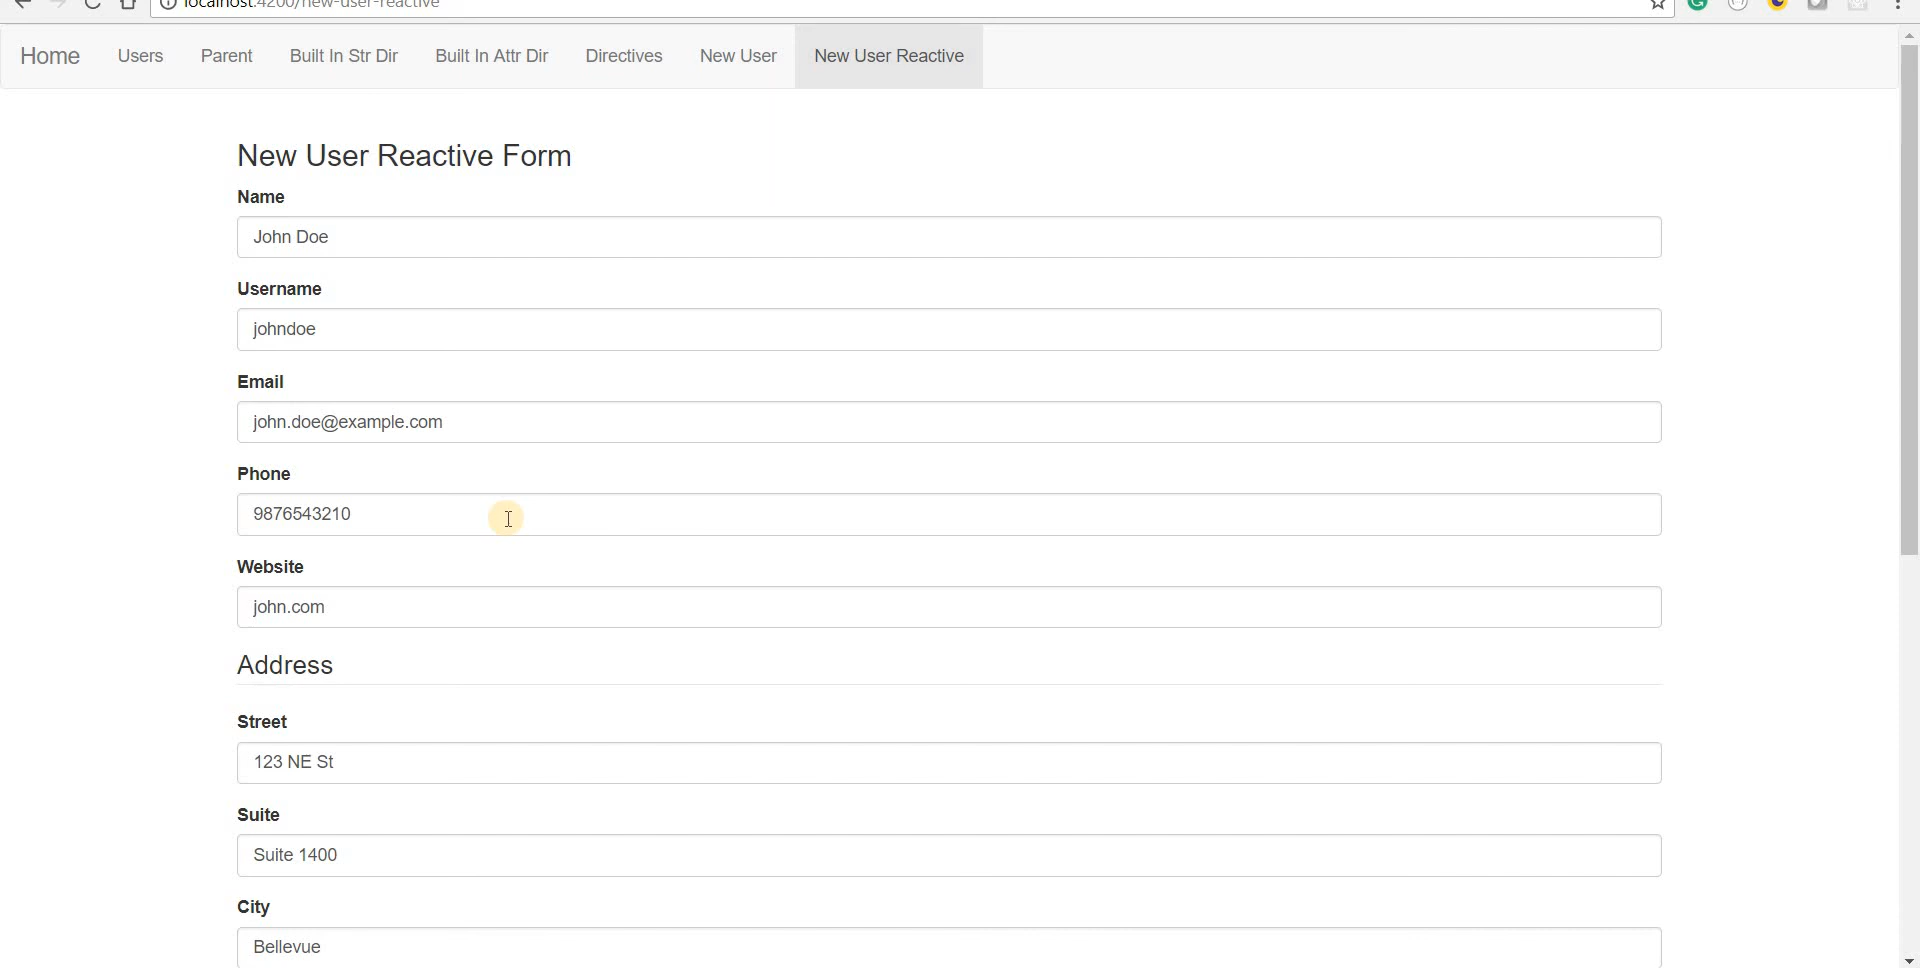 localhost:4200/new-user-reactive
Home Users Parent Built In Str Dir Built In Attr Dir Directives New User New User Reactive
New User Reactive Form
Name
John Doe
Username
johndoe
Email
john.doe@example.com
Phone
9876543210
Website
john.com
Address
Street
123 NE St
Suite
Suite 1400
City
Bellevue